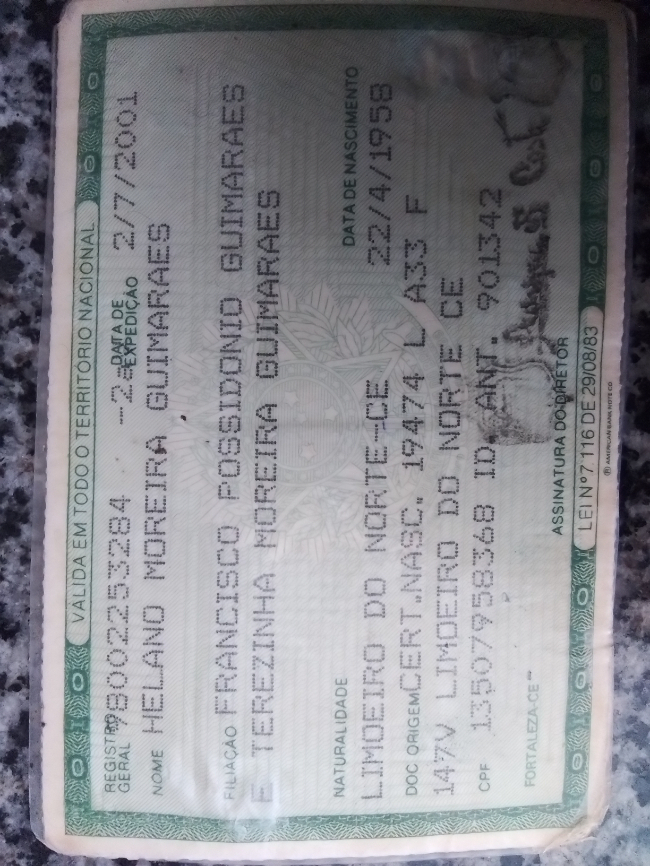 VALIDA EM TODO O TERRITÓRIO NACIONAL
REGISTRO GERAL 98002253284 -2a DATA DE EXPEDIÇÃO 2/7/2001
NOME HELANO MOREIRA GUIMARAES
FILIAÇÃO FRANCISCO POSSIDONIO GUIMARAES
E TEREZINHA MOREIRA GUIMARAES
NATURALIDADE DATA DE NASCIMENTO
LIMOEIRO DO NORTE-CE 22/4/1958
DOC ORIGEM CERT.NASC. 19474 L A33 F
147V LIMOEIRO DO NORTE CE
CPF 13507958368 ID. ANT. 901342
FORTALEZA-CE
ASSINATURA DO DIRETOR
LEI Nº 7.116 DE 29/08/83
® AMERICAN BANK NOTE CO